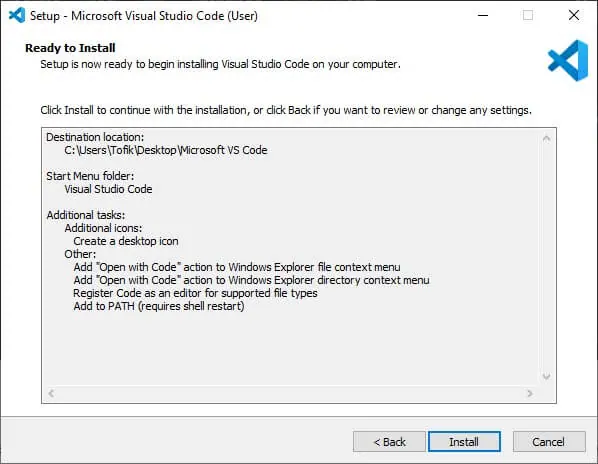 Setup - Microsoft Visual Studio Code (User)
Ready to Install
Setup is now ready to begin installing Visual Studio Code on your computer.
Click Install to continue with the installation, or click Back if you want to review or change any settings.
Destination location:
C:\Users\Tofik\Desktop\Microsoft VS Code
Start Menu folder:
Visual Studio Code
Additional tasks:
Additional icons:
Create a desktop icon
Other:
Add "Open with Code" action to Windows Explorer file context menu
Add "Open with Code" action to Windows Explorer directory context menu
Register Code as an editor for supported file types
Add to PATH (requires shell restart)
< Back Install Cancel